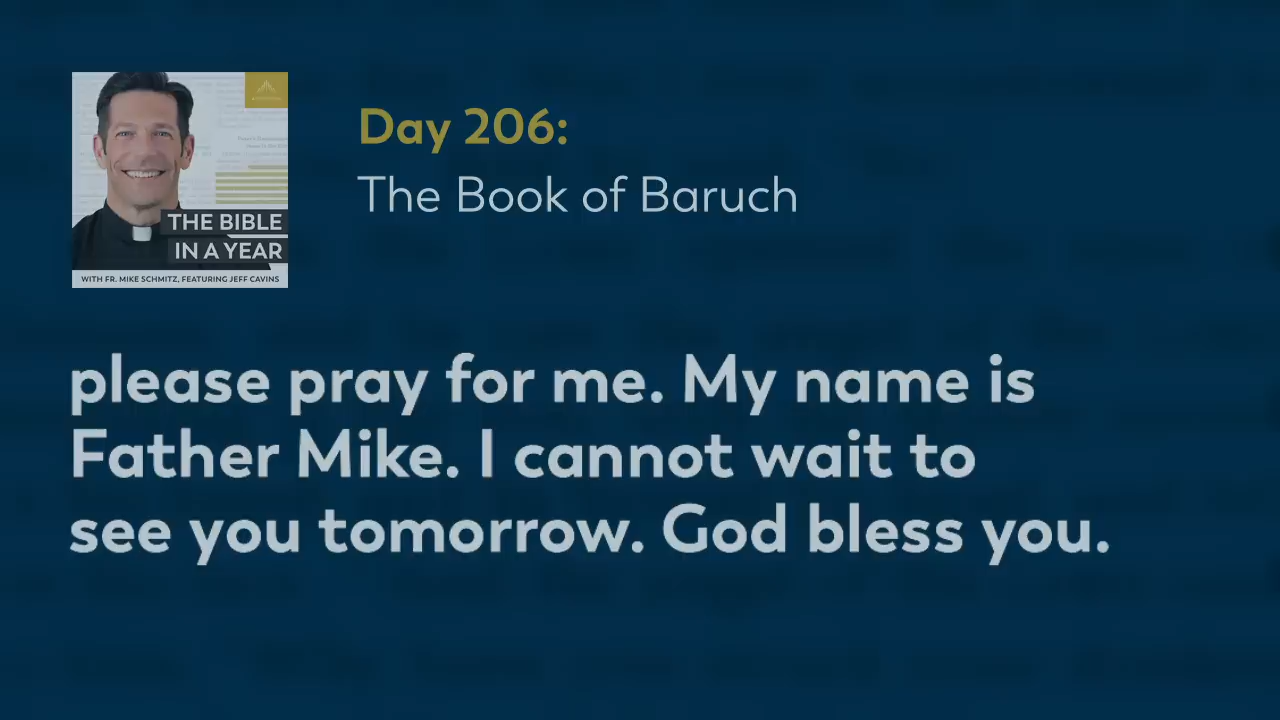 Day 206:
The Book of Baruch
THE BIBLE
IN A YEAR
WITH FR. MIKE SCHMITZ, FEATURING JEFF CAVINS
please pray for me. My name is
Father Mike. I cannot wait to
see you tomorrow. God bless you.